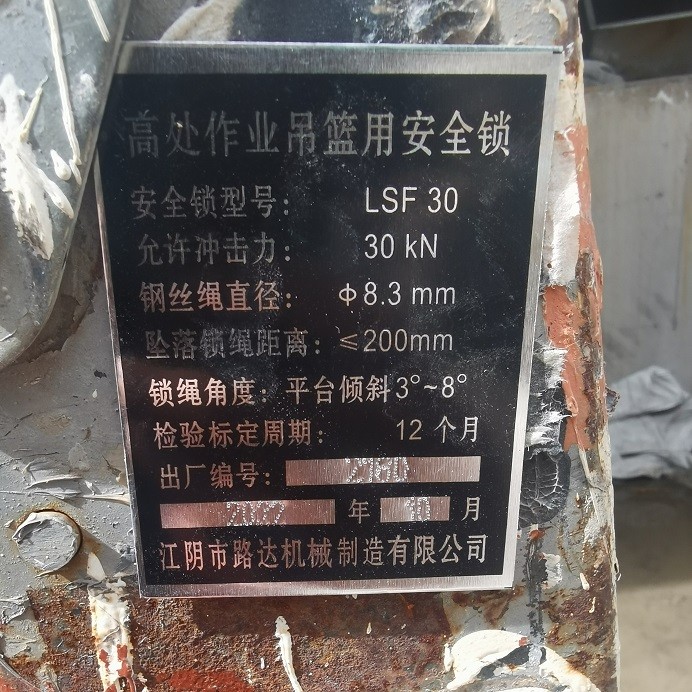 高处作业吊篮用安全锁
安全锁型号： LSF 30
允许冲击力： 30 kN
钢丝绳直径： Φ8.3 mm
坠落锁绳距离：≤200mm
锁绳角度：平台倾斜3°~8°
检验标定周期： 12 个月
出厂编号：
2022 年 10 月
江阴市路达机械制造有限公司